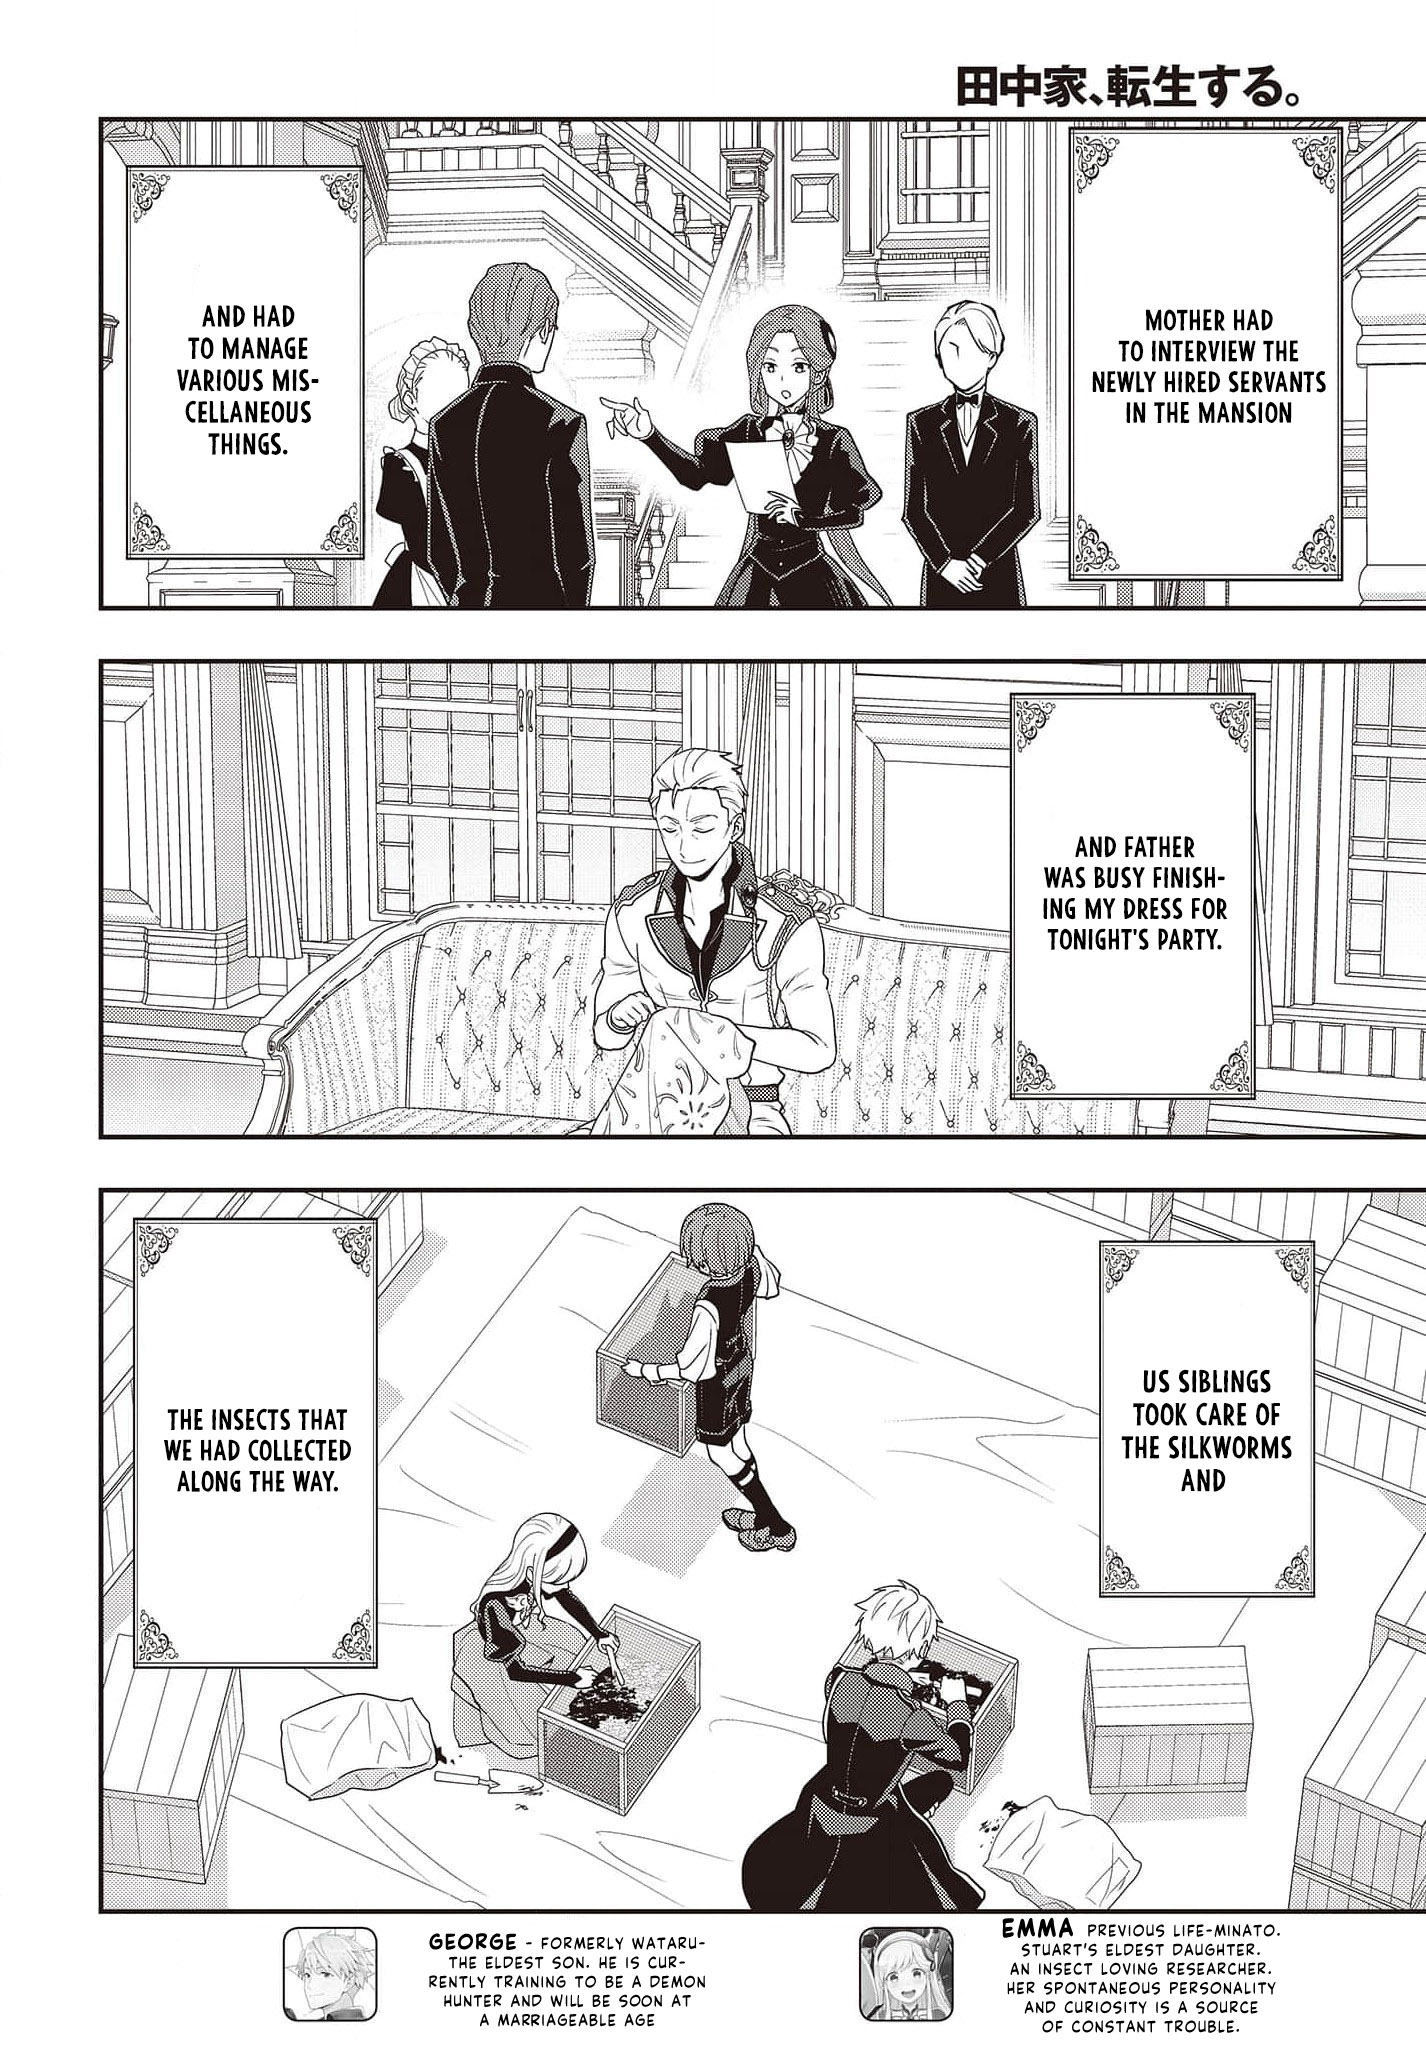 田中家、転生する。
MOTHER HAD
TO INTERVIEW THE
NEWLY HIRED SERVANTS
IN THE MANSION
AND HAD
TO MANAGE
VARIOUS MIS-
CELLANEOUS
THINGS.
AND FATHER
WAS BUSY FINISH-
ING MY DRESS FOR
TONIGHT'S PARTY.
US SIBLINGS
TOOK CARE OF
THE SILKWORMS
AND
THE INSECTS THAT
WE HAD COLLECTED
ALONG THE WAY.
GEORGE - FORMERLY WATARU-
THE ELDEST SON. HE IS CUR-
RENTLY TRAINING TO BE A DEMON
HUNTER AND WILL BE SOON AT
A MARRIAGEABLE AGE
EMMA PREVIOUS LIFE-MINATO.
STUART'S ELDEST DAUGHTER.
AN INSECT LOVING RESEARCHER.
HER SPONTANEOUS PERSONALITY
AND CURIOSITY IS A SOURCE
OF CONSTANT TROUBLE.